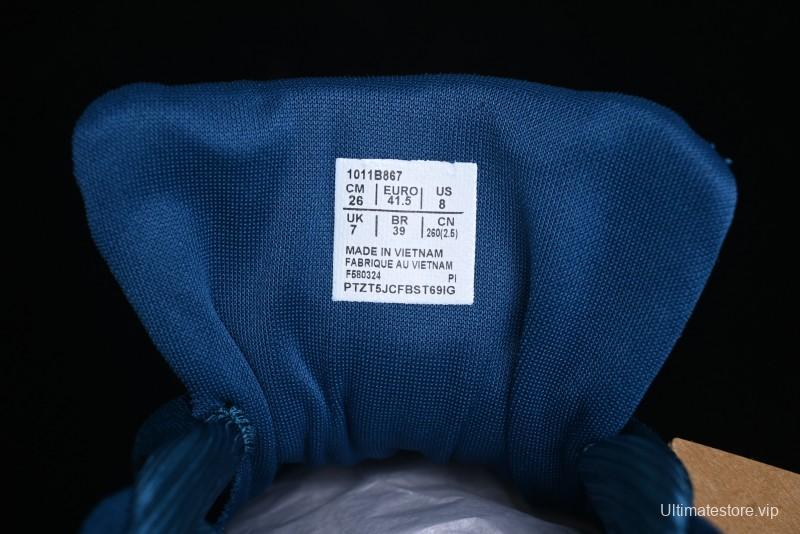 1011B867
CM EURO US
26 41.5 8
UK BR CN
7 39 260(2.5)
MADE IN VIETNAM
FABRIQUE AU VIETNAM
F580324 PI
PTZT5JCFBST69IG
Ultimatestore.vip